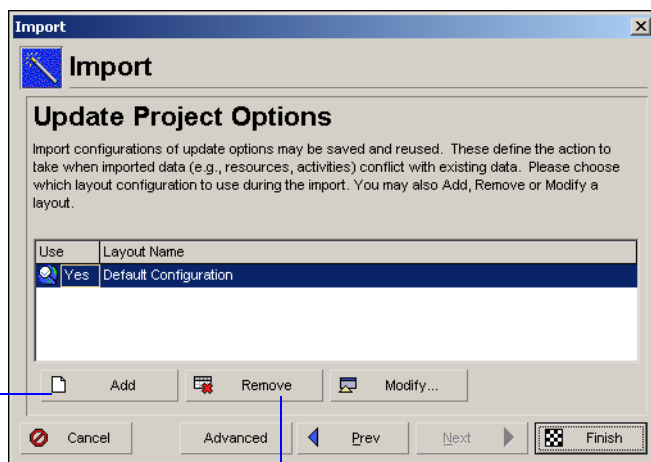 Import
Import
Update Project Options
Import configurations of update options may be saved and reused.  These define the action to
take when imported data (e.g., resources, activities) conflict with existing data.  Please choose
which layout configuration to use during the import. You may also Add, Remove or Modify a
layout.
Use Layout Name
Yes Default Configuration
Add Remove Modify...
Cancel Advanced Prev Next Finish